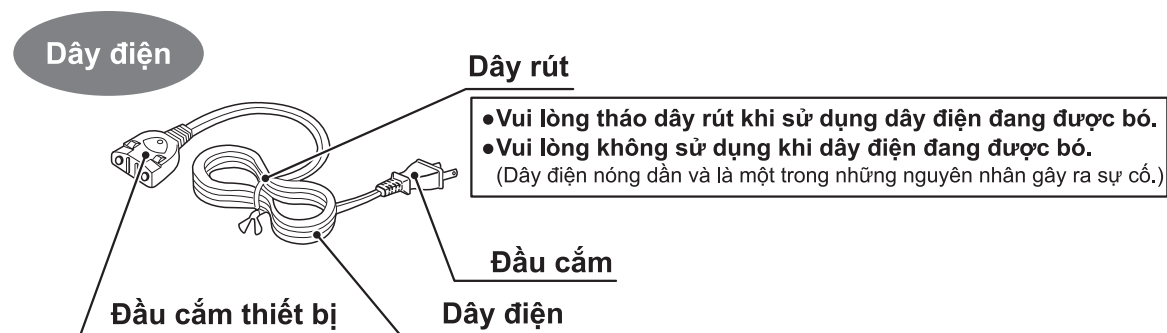 Dây điện
Dây rút
●Vui lòng tháo dây rút khi sử dụng dây điện đang được bó.
●Vui lòng không sử dụng khi dây điện đang được bó.
(Dây điện nóng dần và là một trong những nguyên nhân gây ra sự cố.)
Đầu cắm
Đầu cắm thiết bị
Dây điện